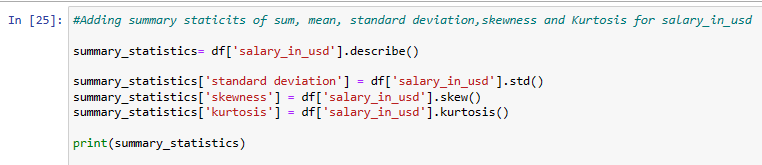 In [25]: #Adding summary staticits of sum, mean, standard deviation,skewness and Kurtosis for salary_in_usd
summary_statistics= df['salary_in_usd'].describe()
summary_statistics['standard deviation'] = df['salary_in_usd'].std()
summary_statistics['skewness'] = df['salary_in_usd'].skew()
summary_statistics['kurtosis'] = df['salary_in_usd'].kurtosis()
print(summary_statistics)